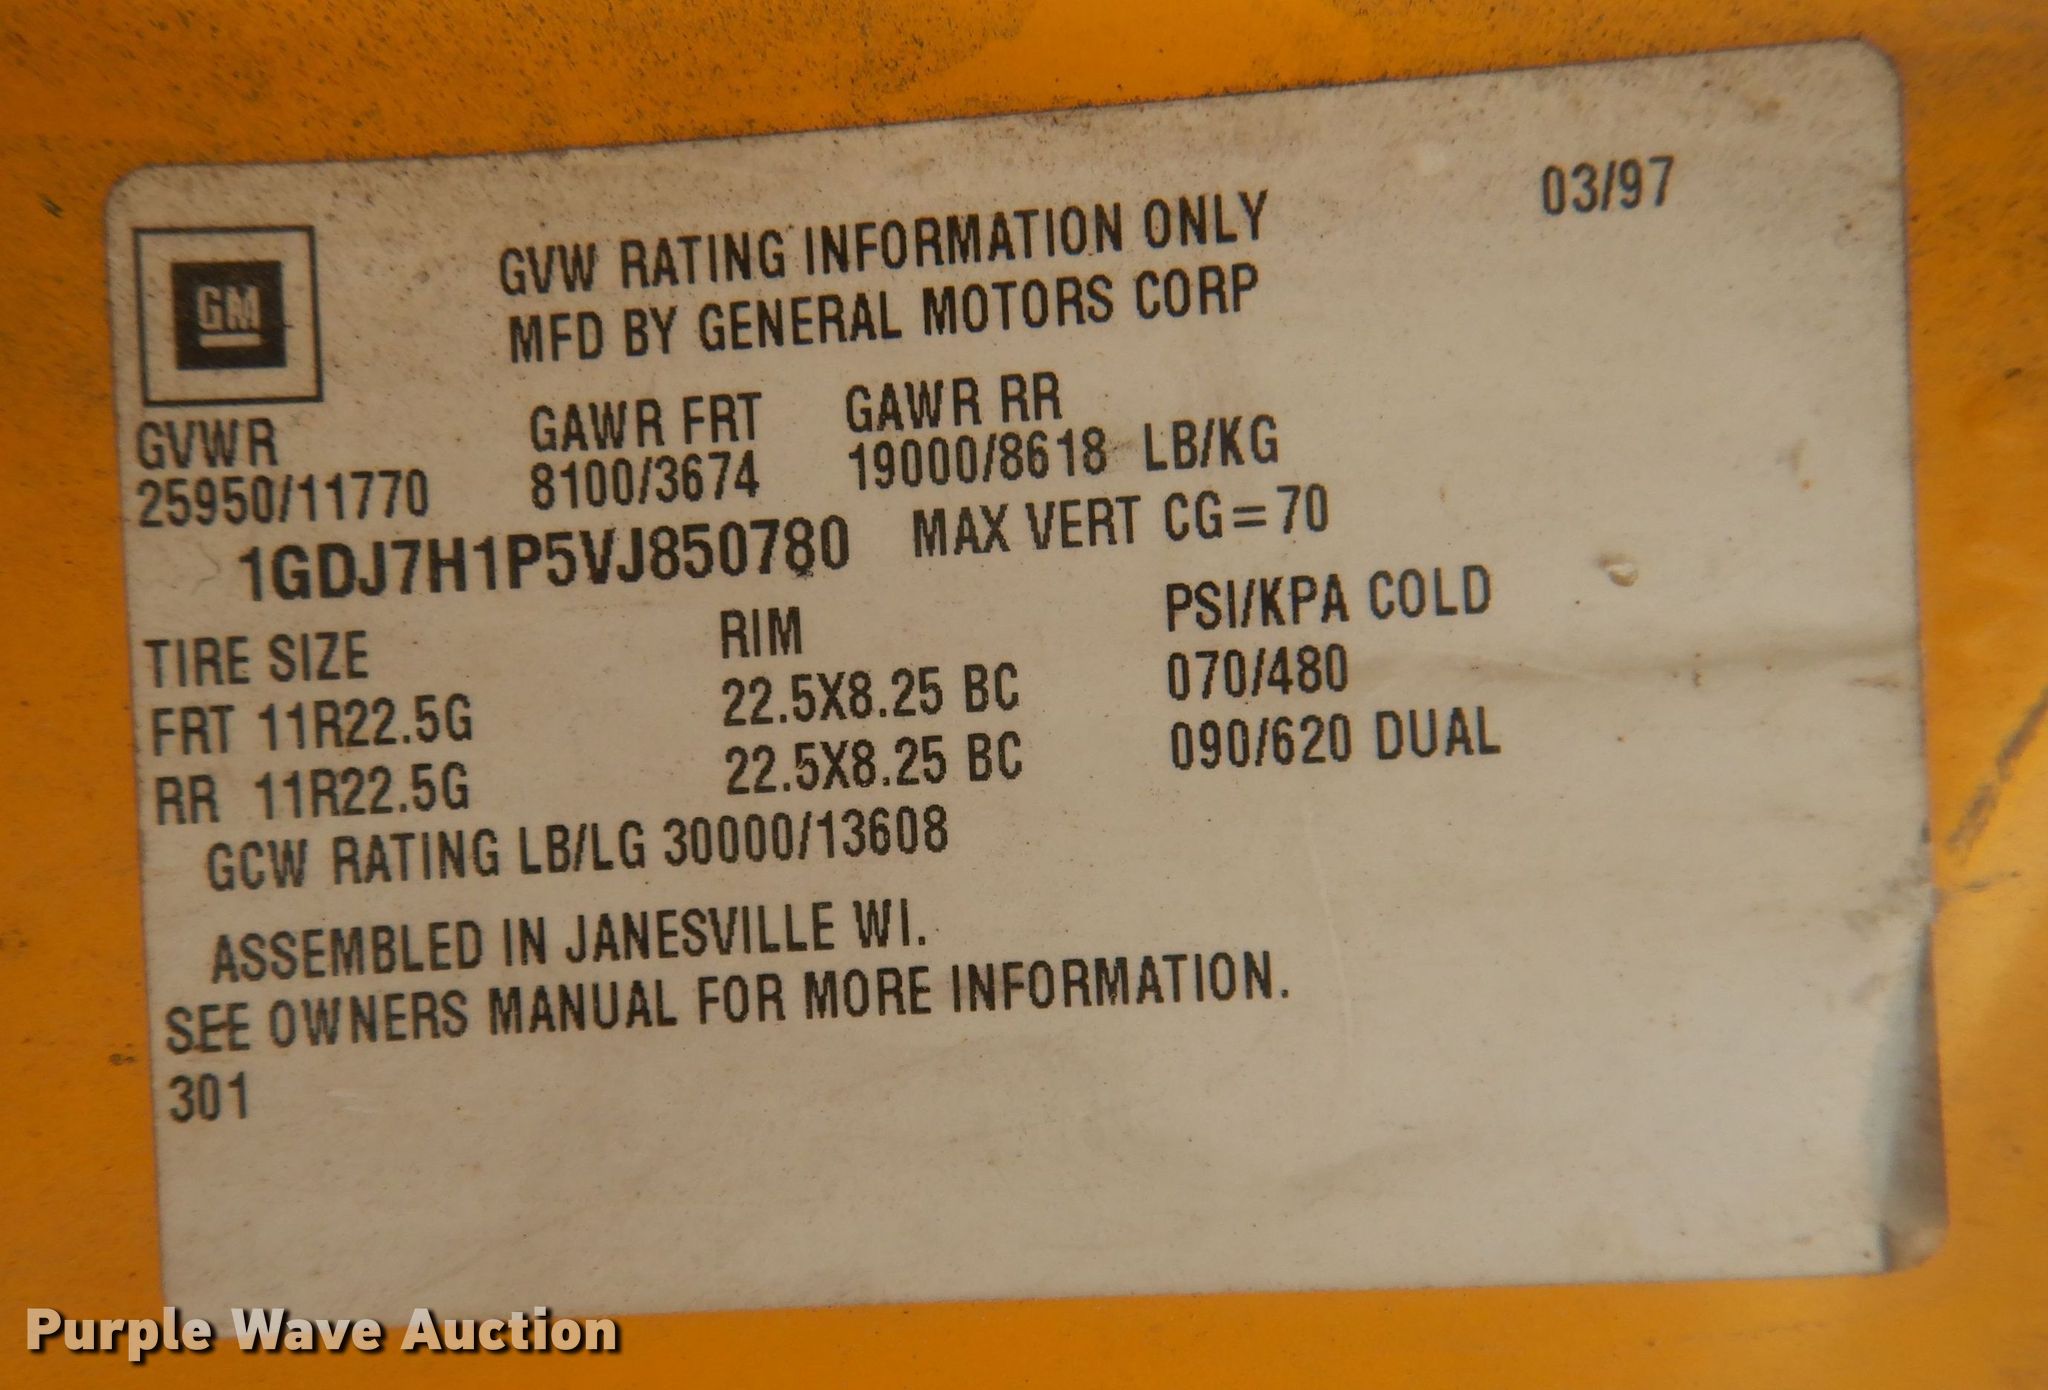 03/97
GM
GVW RATING INFORMATION ONLY
MFD BY GENERAL MOTORS CORP
GVWR GAWR FRT GAWR RR
25950/11770 8100/3674 19000/8618 LB/KG
1GDJ7H1P5VJ850780 MAX VERT CG=70
TIRE SIZE RIM PSI/KPA COLD
FRT 11R22.5G 22.5X8.25 BC 070/480
RR 11R22.5G 22.5X8.25 BC 090/620 DUAL
GCW RATING LB/LG 30000/13608
ASSEMBLED IN JANESVILLE WI.
SEE OWNERS MANUAL FOR MORE INFORMATION.
301
Purple Wave Auction